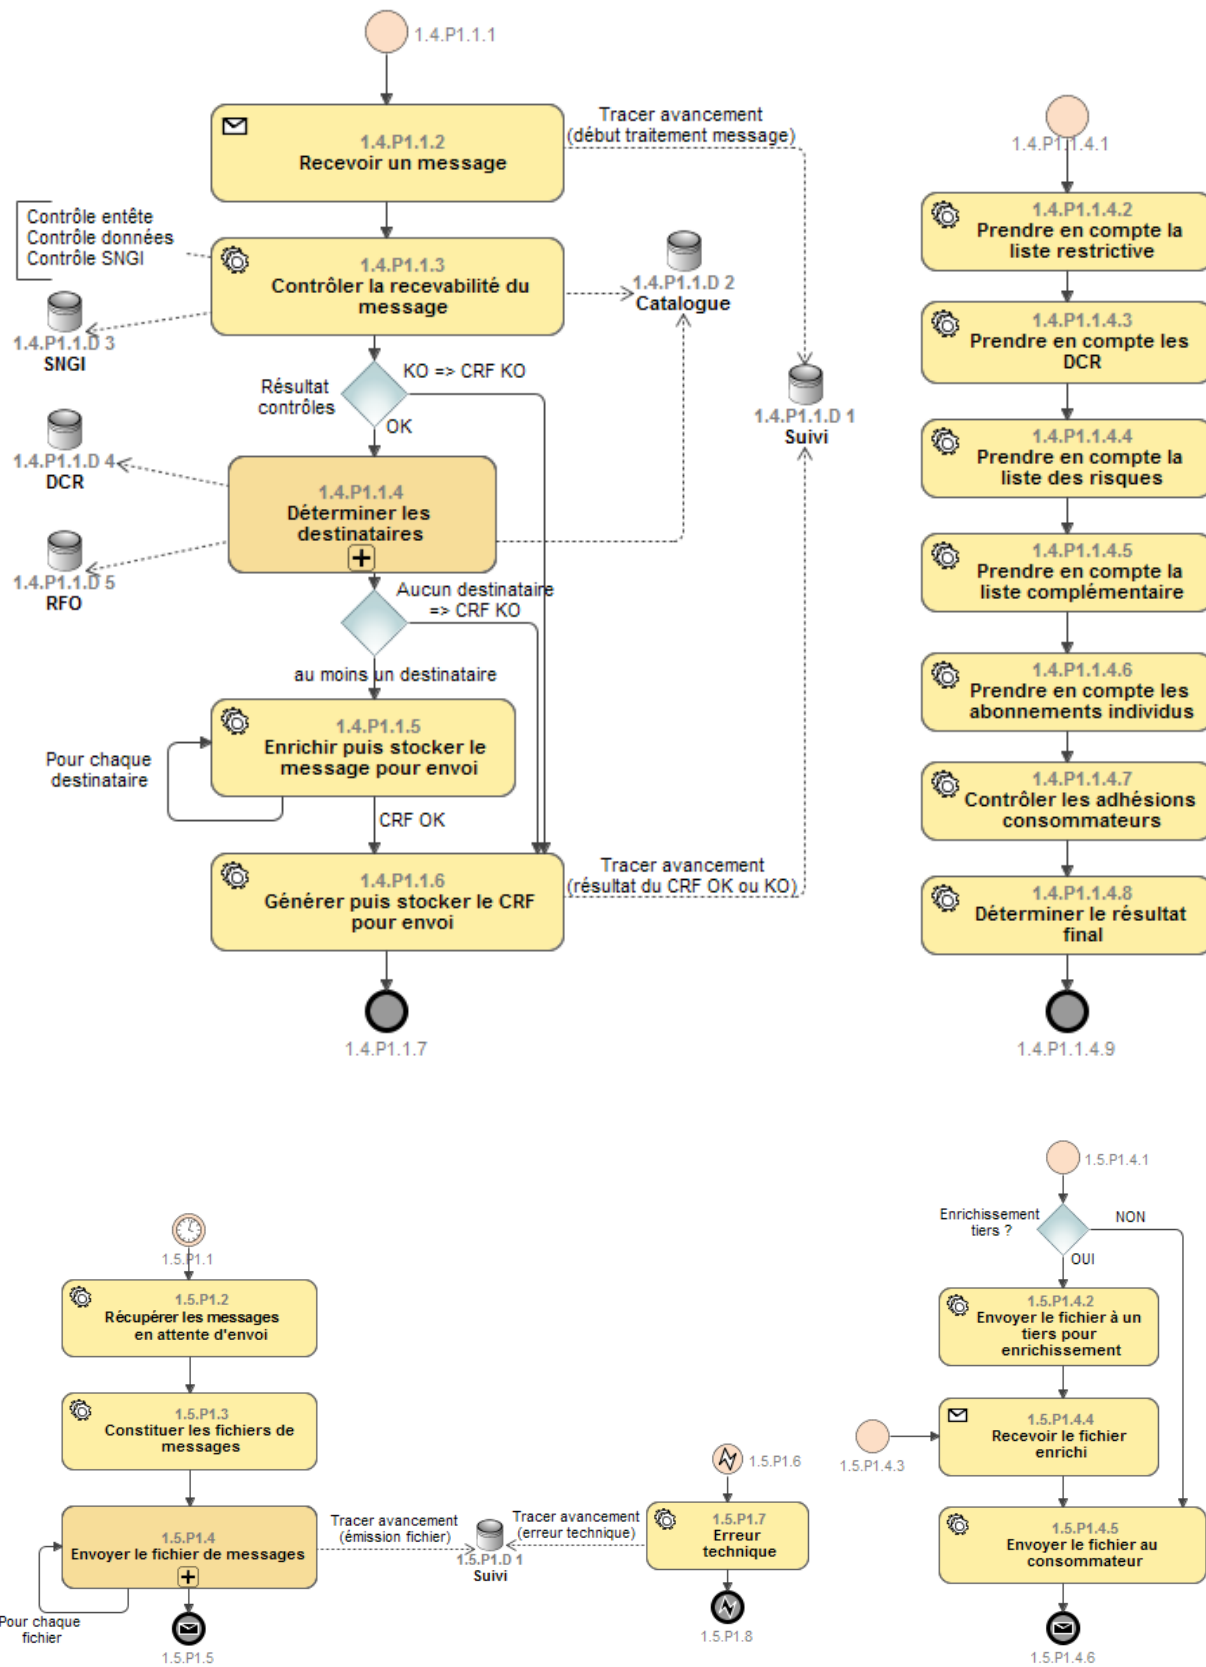 1.4.P1.1.1
1.4.P1.1.2
Recevoir un message
Tracer avancement
(début traitement message)
Contrôle entête
Contrôle données
Contrôle SNGI
1.4.P1.1.3
Contrôler la recevabilité du
message
1.4.P1.1.D 2
Catalogue
1.4.P1.1.D 3
SNGI
Résultat
contrôles
KO => CRF KO
OK
1.4.P1.1.D 1
Suivi
1.4.P1.1.D 4
DCR
1.4.P1.1.4
Déterminer les
destinataires
1.4.P1.1.D 5
RFO
Aucun destinataire
=> CRF KO
au moins un destinataire
1.4.P1.1.5
Enrichir puis stocker le
message pour envoi
Pour chaque
destinataire
CRF OK
1.4.P1.1.6
Générer puis stocker le CRF
pour envoi
Tracer avancement
(résultat du CRF OK ou KO)
1.4.P1.1.7
1.4.P1.1.4.1
1.4.P1.1.4.2
Prendre en compte la
liste restrictive
1.4.P1.1.4.3
Prendre en compte les
DCR
1.4.P1.1.4.4
Prendre en compte la
liste des risques
1.4.P1.1.4.5
Prendre en compte la
liste complémentaire
1.4.P1.1.4.6
Prendre en compte les
abonnements individus
1.4.P1.1.4.7
Contrôler les adhésions
consommateurs
1.4.P1.1.4.8
Déterminer le résultat
final
1.4.P1.1.4.9
1.5.P1.1
1.5.P1.2
Récupérer les messages
en attente d'envoi
1.5.P1.3
Constituer les fichiers de
messages
1.5.P1.4
Envoyer le fichier de messages
Pour chaque
fichier
1.5.P1.5
Tracer avancement
(émission fichier)
1.5.P1.D 1
Suivi
Tracer avancement
(erreur technique)
1.5.P1.6
1.5.P1.7
Erreur
technique
1.5.P1.8
1.5.P1.4.1
Enrichissement
tiers ?
NON
OUI
1.5.P1.4.2
Envoyer le fichier à un
tiers pour
enrichissement
1.5.P1.4.3
1.5.P1.4.4
Recevoir le fichier
enrichi
1.5.P1.4.5
Envoyer le fichier au
consommateur
1.5.P1.4.6